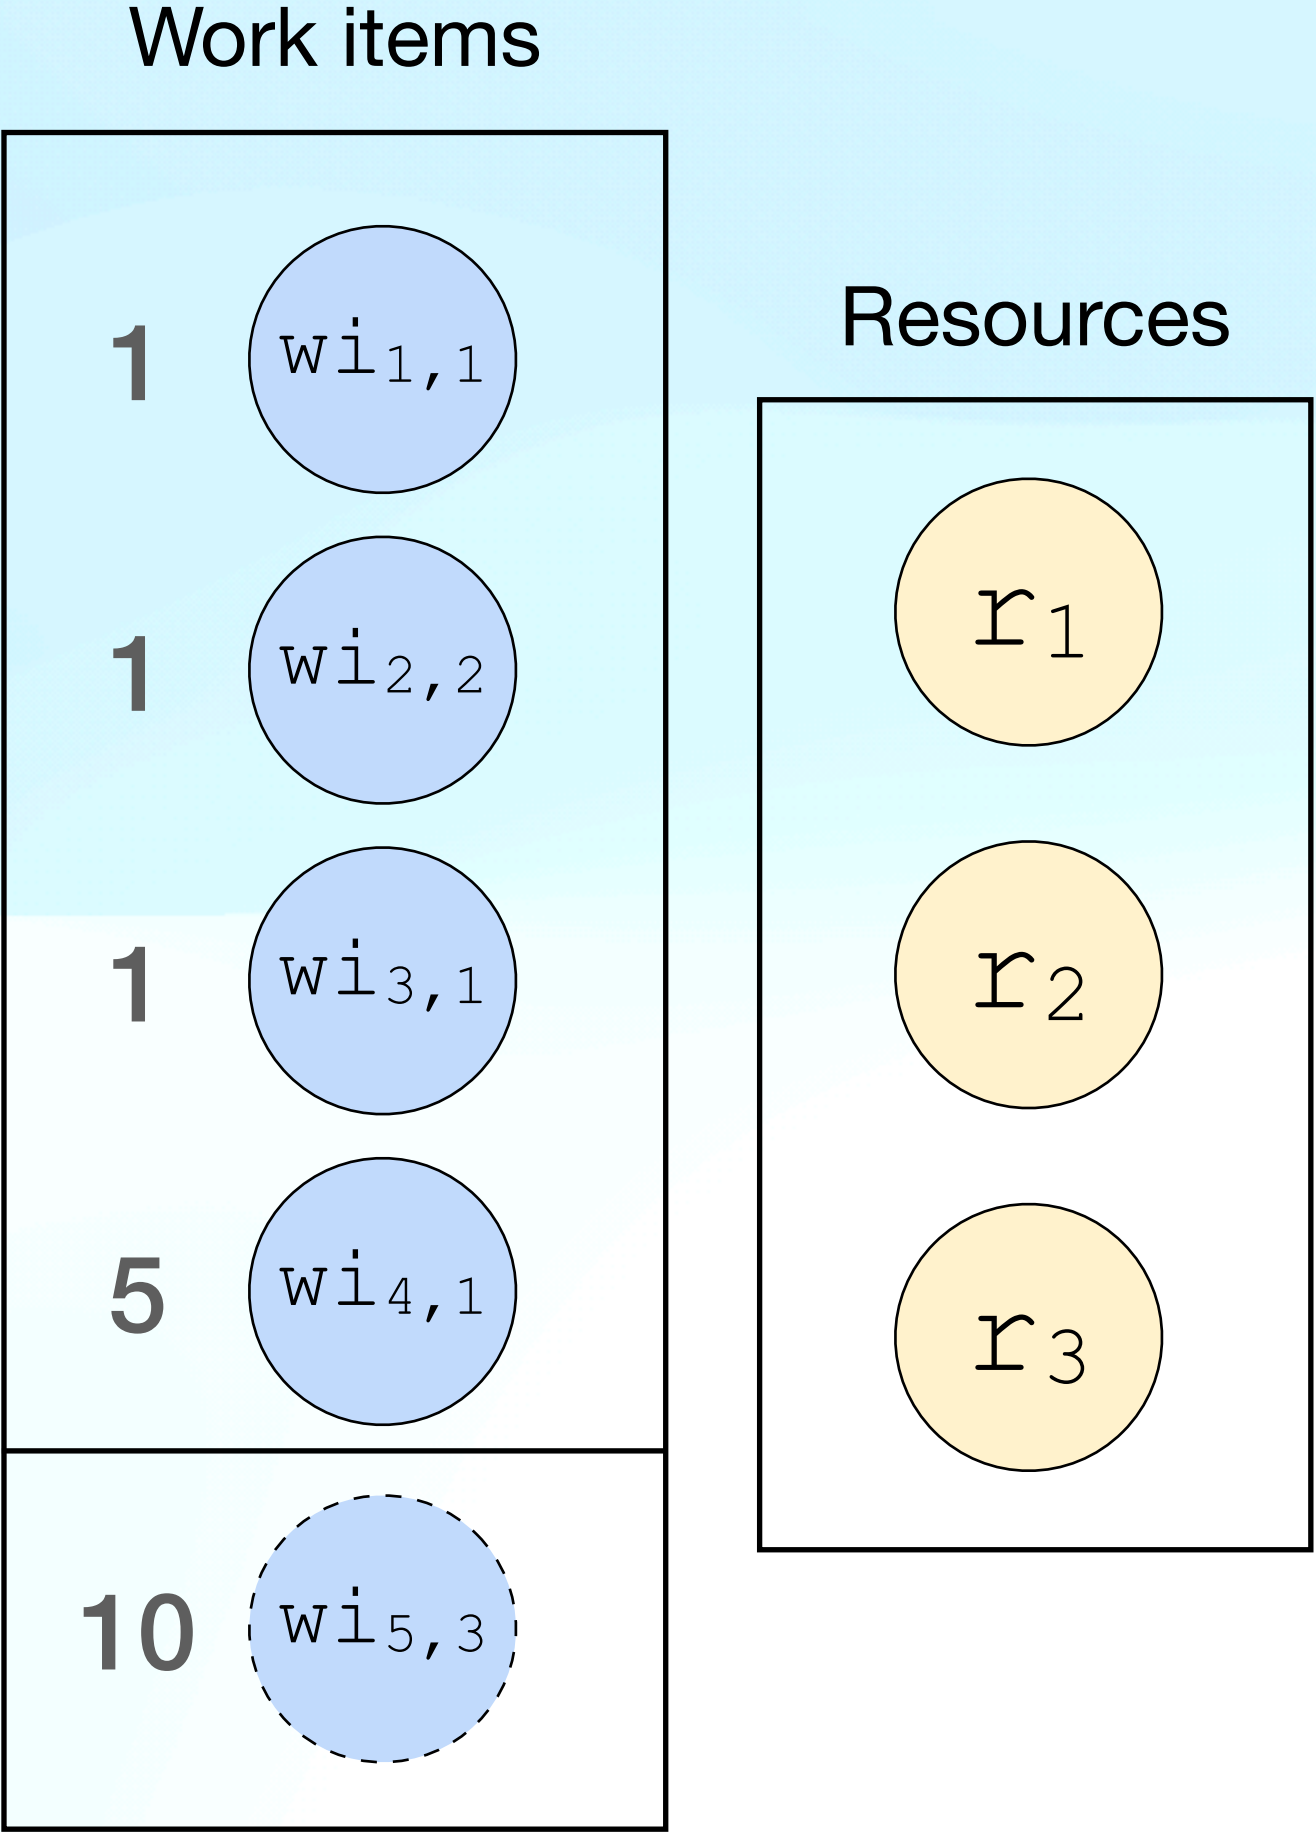 Work items
1 wi1,1
1 wi2,2
1 wi3,1
5 wi4,1
10 wi5,3
Resources
r1
r2
r3